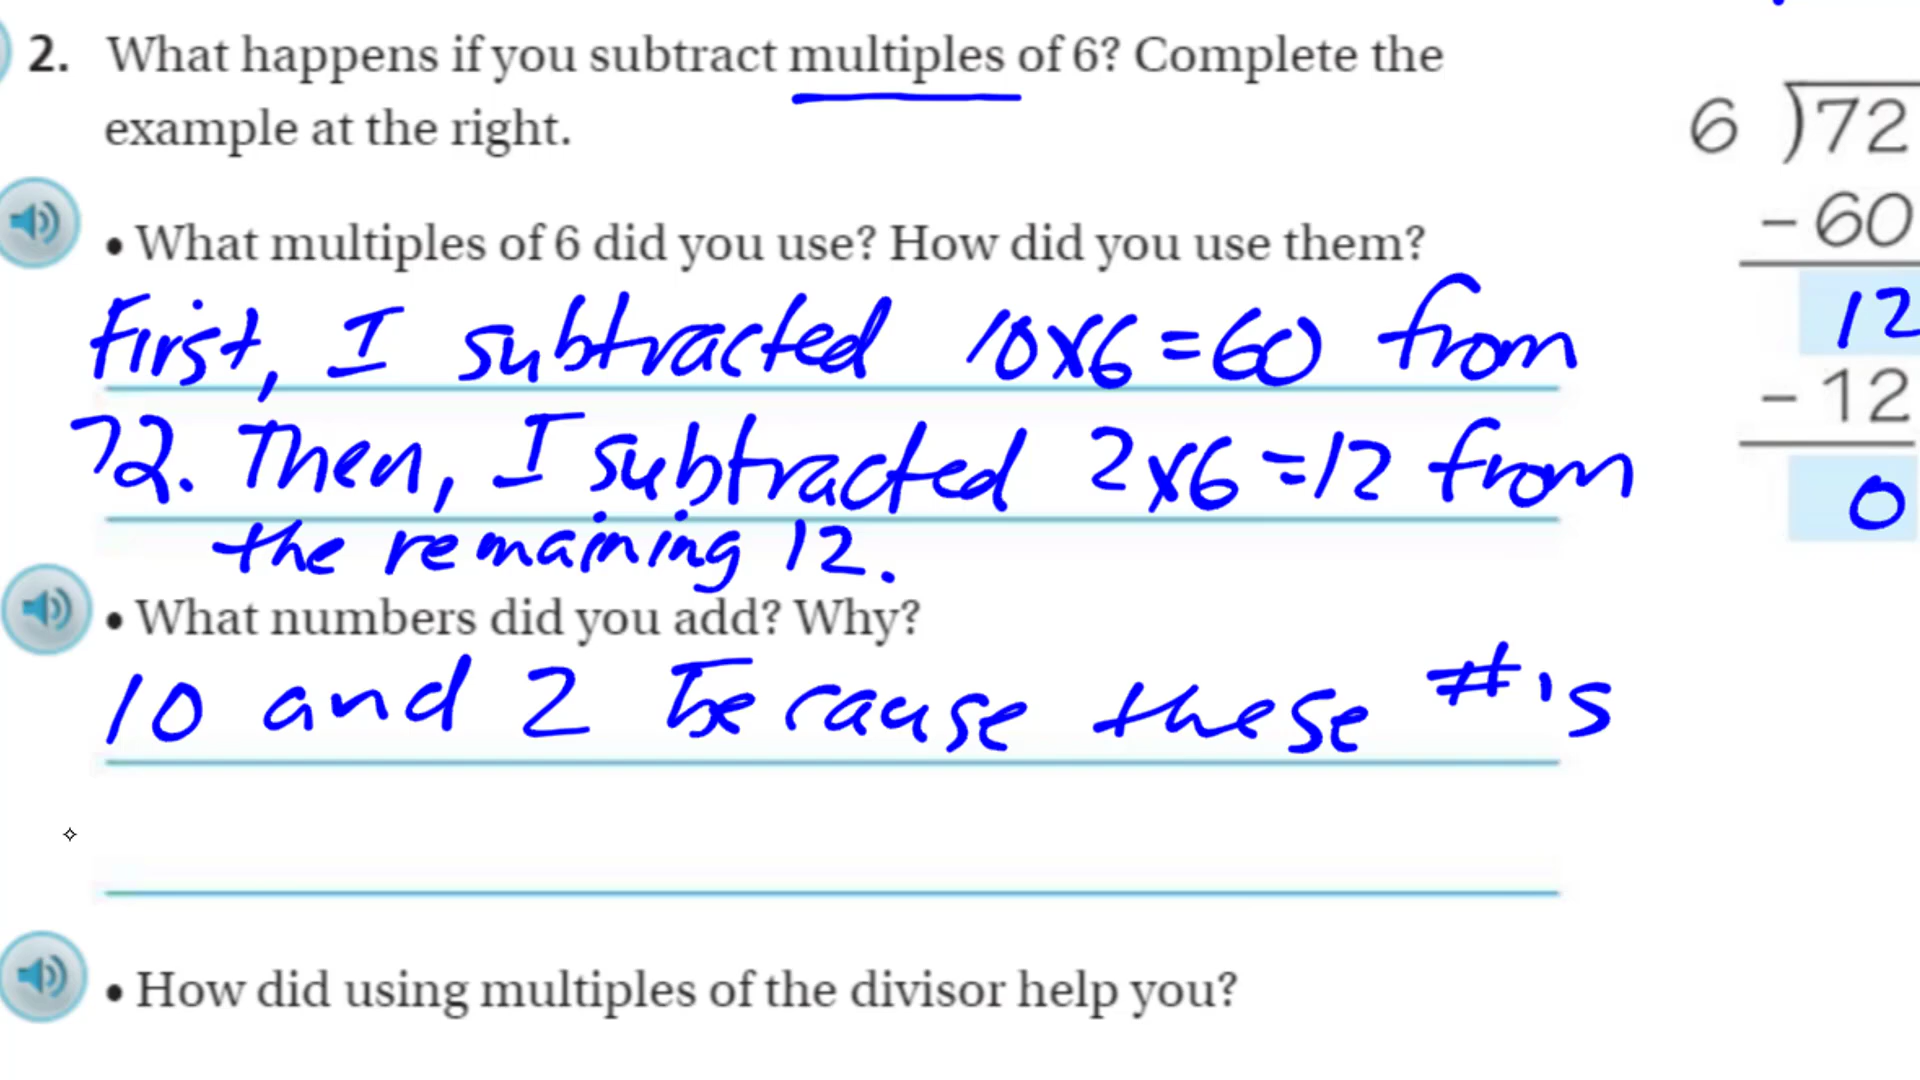 2. What happens if you subtract multiples of 6? Complete the
example at the right.
6 )72
- 60
12
- 12
0
• What multiples of 6 did you use? How did you use them?
First, I subtracted 10x6=60 from
72. Then, I subtracted 2x6=12 from
the remaining 12.
• What numbers did you add? Why?
10 and 2 because these #'s
• How did using multiples of the divisor help you?